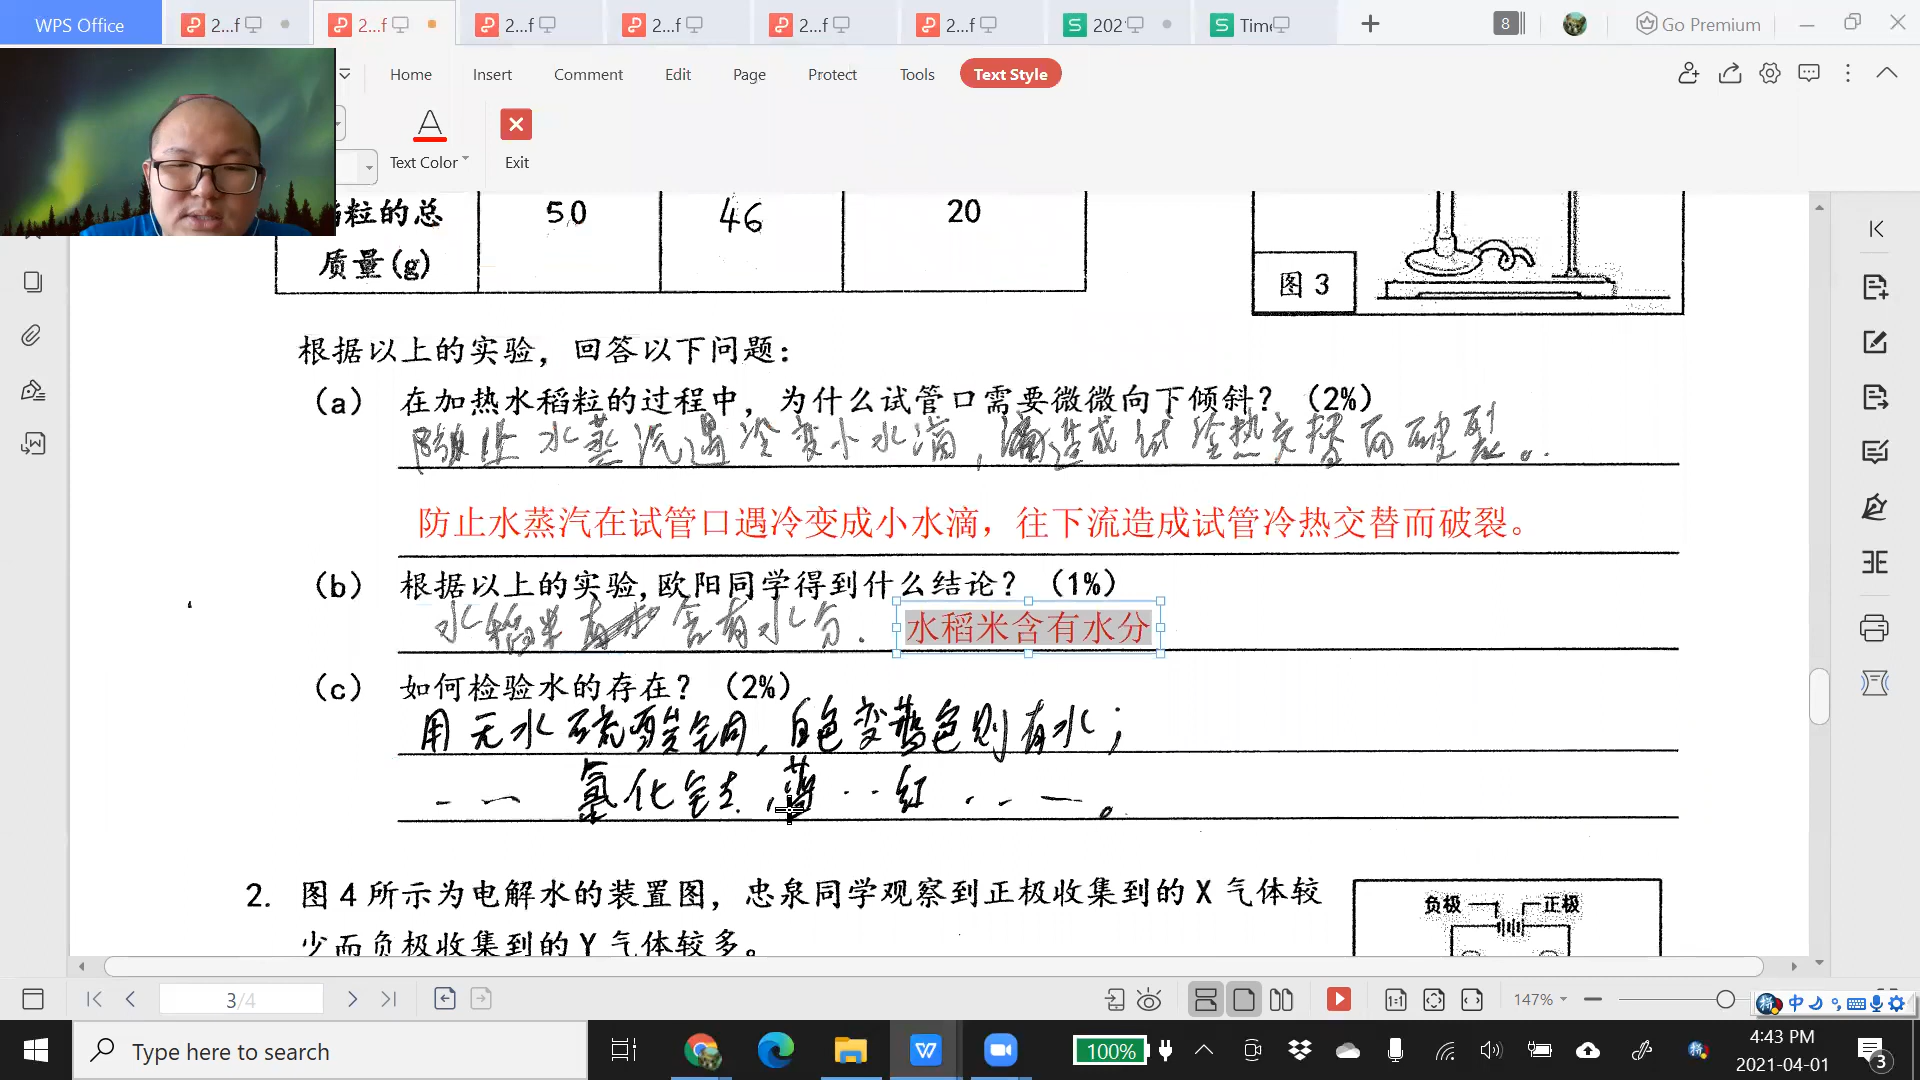 WPS Office
2...f
2...f
2...f
2...f
2...f
2...f
202
Time
8
Go Premium
Home Insert Comment Edit Page Protect Tools Text Style
Text Color
Exit
粒的总
质量(g)
50 46 20
图 3
根据以上的实验，回答以下问题：
(a) 在加热水稻粒的过程中，为什么试管口需要微微向下倾斜？(2%)
水蒸汽遇冷变小水滴，造成试冷热交替而破裂。
防止水蒸汽在试管口遇冷变成小水滴，往下流造成试管冷热交替而破裂。
(b) 根据以上的实验,欧阳同学得到什么结论？(1%)
水稻米 含有水分. 水稻米含有水分
(c) 如何检验水的存在？(2%)
用无水硫酸铜，白色变蓝色则有水；
氯化钴，蓝··红
2. 图 4 所示为电解水的装置图，忠泉同学观察到正极收集到的 X 气体较
少而负极收集到的 Y 气体较多。
负极 正极
3/4
1:1
147%
拼 中
Type here to search
100%
4:43 PM
2021-04-01
3